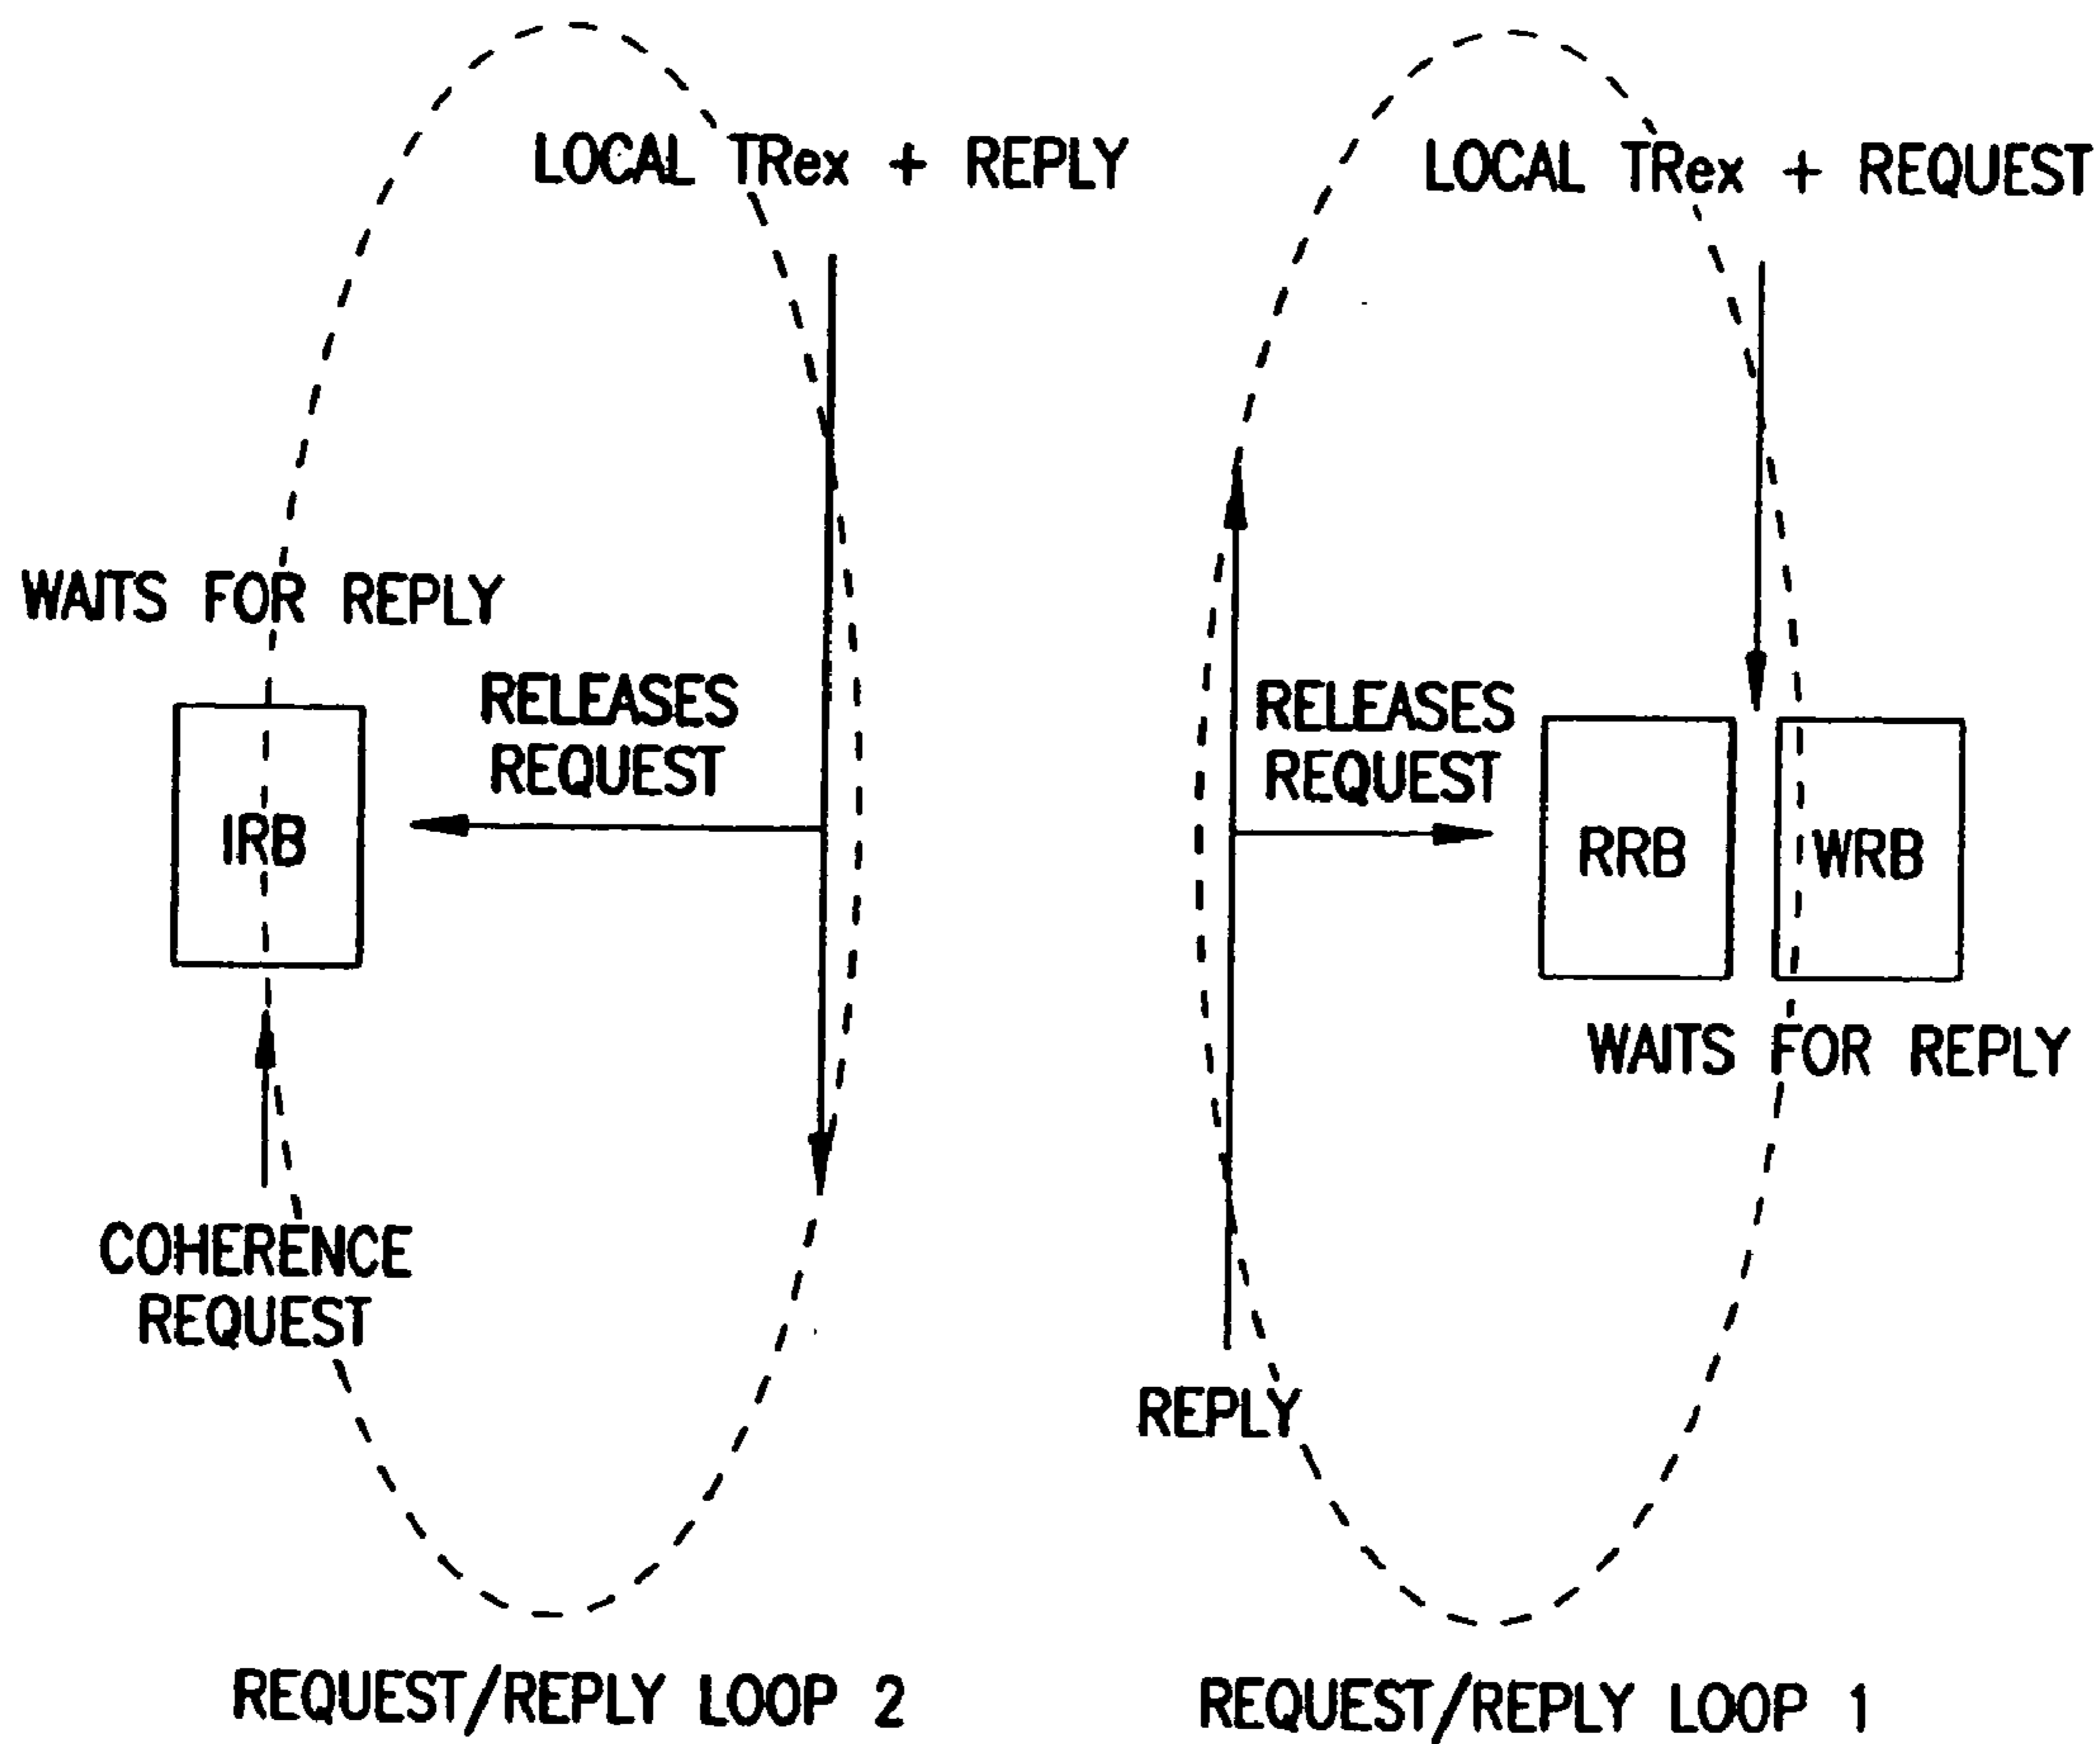 LOCAL TRex + REPLY
WAITS FOR REPLY
RELEASES
REQUEST
IRB
COHERENCE
REQUEST
REQUEST/REPLY LOOP 2
LOCAL TRex + REQUEST
RELEASES
REQUEST
RRB
WRB
WAITS FOR REPLY
REPLY
REQUEST/REPLY LOOP 1